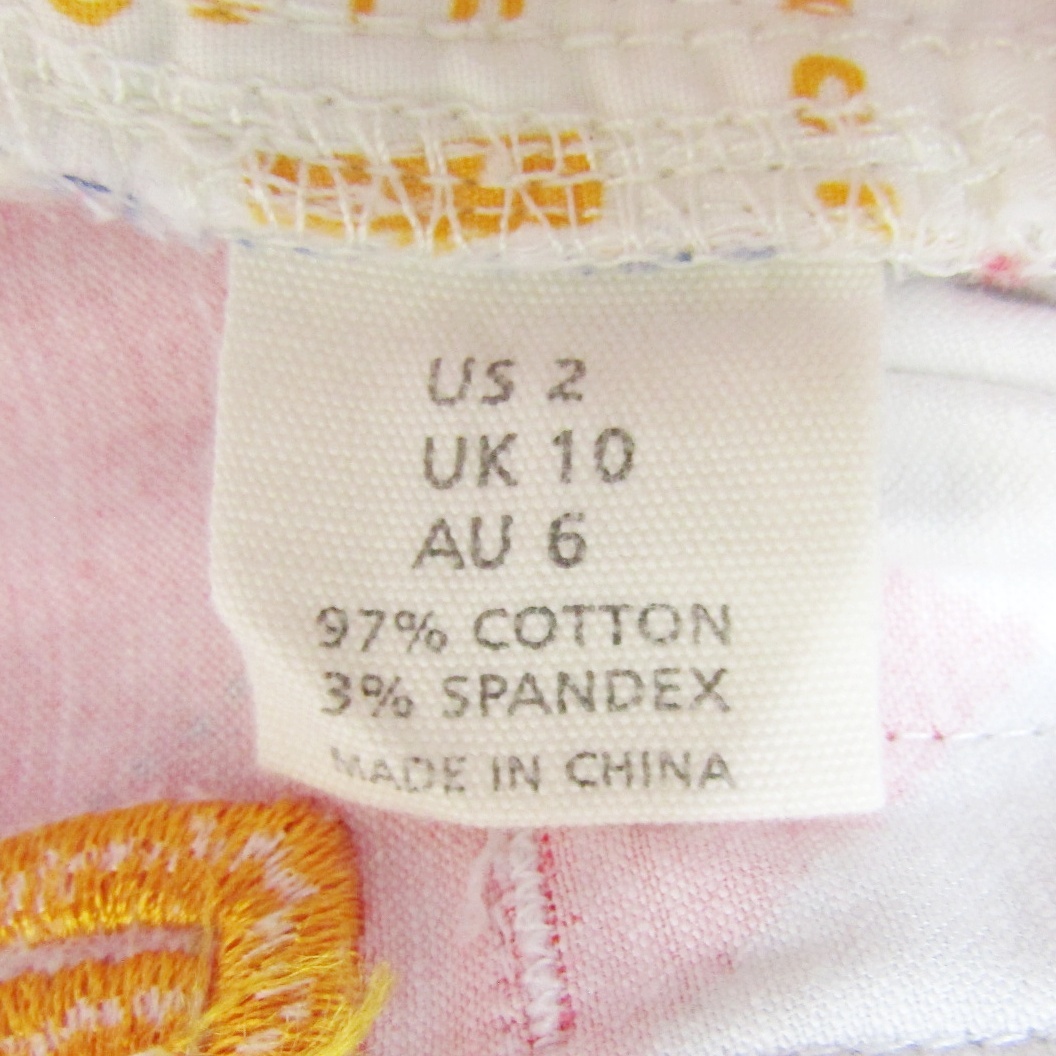 US 2
UK 10
AU 6
97% COTTON
3% SPANDEX
MADE IN CHINA